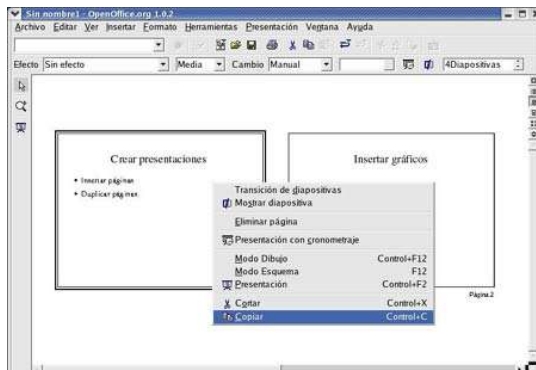 Sin nombre1 - OpenOffice.org 1.0.2
Archivo Editar Ver Insertar Formato Herramientas Presentación Ventana Ayuda
Efecto Sin efecto Media Cambio Manual 4Diapositivas
Crear presentaciones
• Insertar páginas
• Duplicar páginas
Insertar gráficos
Transición de diapositivas
Mostrar diapositiva
Eliminar página
Presentación con cronometraje
Modo Dibujo Control+F12
Modo Esquema F12
Presentación Control+F2
Página 2
Cortar Control+X
Copiar Control+C